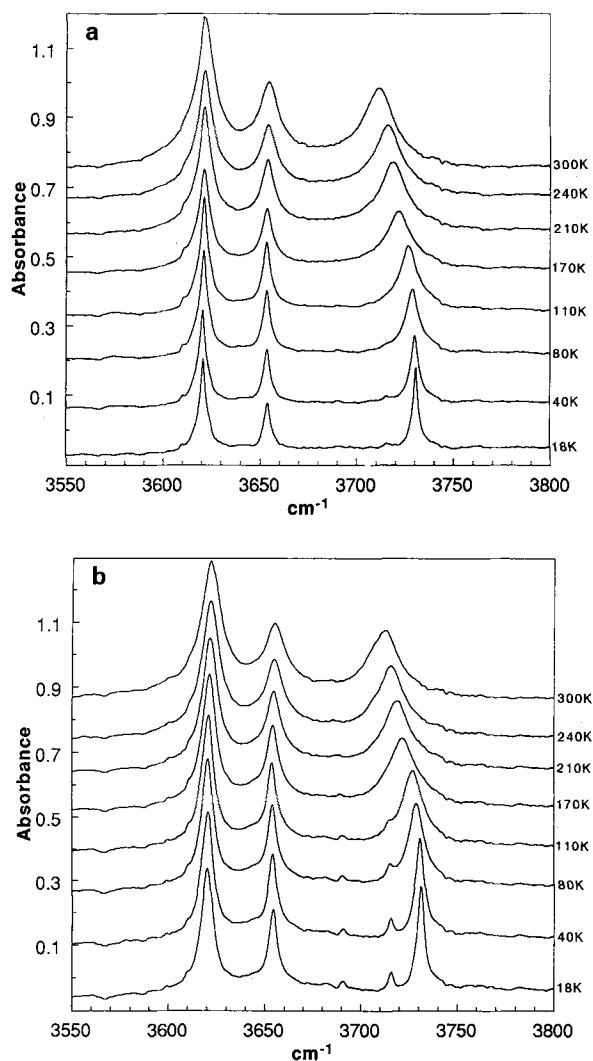 a
1.1
0.9
0.7
0.5
0.3
0.1
Absorbance
300K
240K
210K
170K
110K
80K
40K
18K
3550 3600 3650 3700 3750 3800
cm-1
b
1.1
0.9
0.7
0.5
0.3
0.1
Absorbance
300K
240K
210K
170K
110K
80K
40K
18K
3550 3600 3650 3700 3750 3800
cm-1